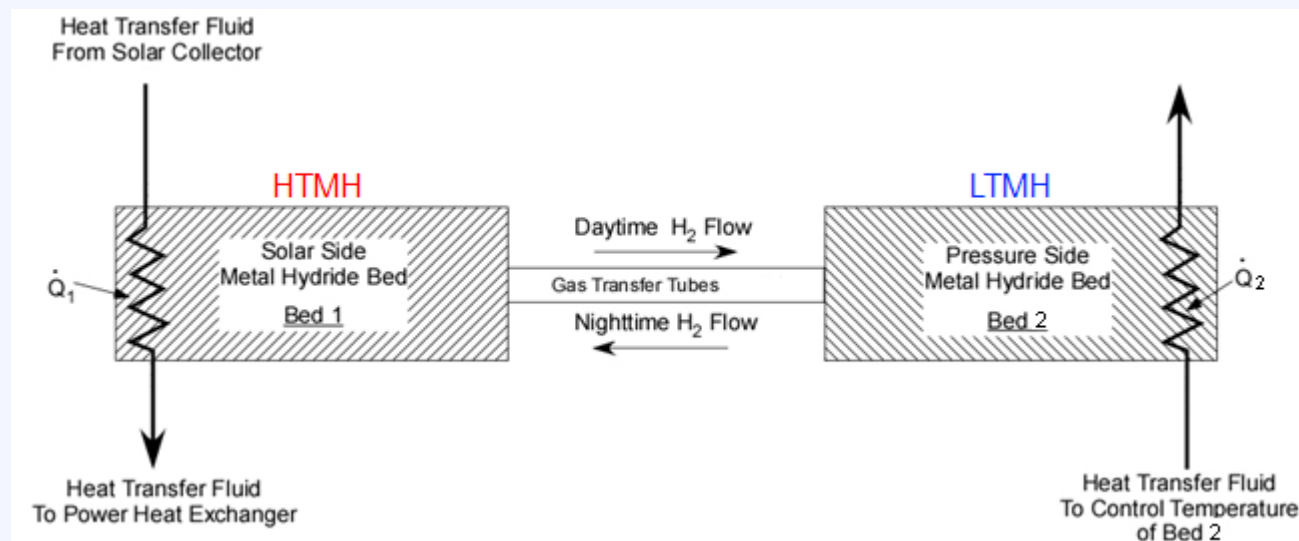 Heat Transfer Fluid
From Solar Collector
HTMH
LTMH
Solar Side
Metal Hydride Bed
Bed 1
Q̇1
Daytime H2 Flow
Gas Transfer Tubes
Nighttime H2 Flow
Pressure Side
Metal Hydride Bed
Bed 2
Q̇2
Heat Transfer Fluid
To Power Heat Exchanger
Heat Transfer Fluid
To Control Temperature
of Bed 2